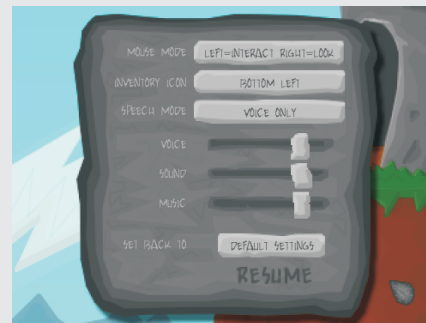 MOUSE MODE LEFT=INTERACT RIGHT=LOOK
INVENTORY ICON BOTTOM LEFT
SPEECH MODE VOICE ONLY
VOICE
SOUND
MUSIC
SET BACK TO DEFAULT SETTINGS
RESUME